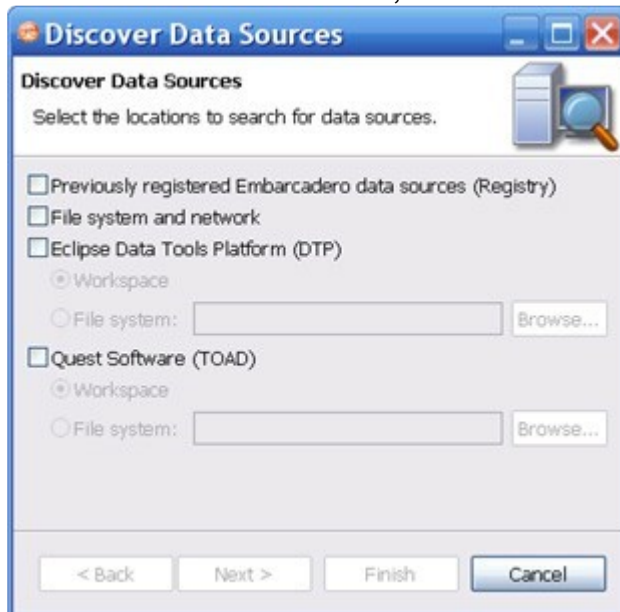 Discover Data Sources
Discover Data Sources
Select the locations to search for data sources.
Previously registered Embarcadero data sources (Registry)
File system and network
Eclipse Data Tools Platform (DTP)
Workspace
File system:
Browse...
Quest Software (TOAD)
Workspace
File system:
Browse...
< Back Next > Finish Cancel